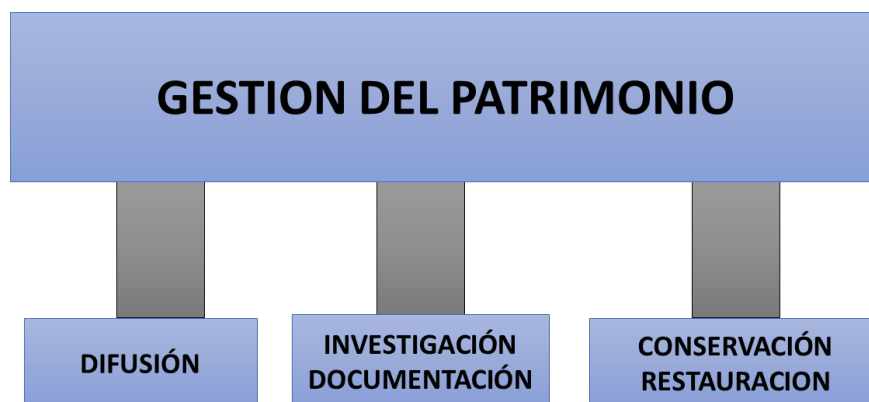 GESTION DEL PATRIMONIO
DIFUSIÓN
INVESTIGACIÓN
DOCUMENTACIÓN
CONSERVACIÓN
RESTAURACION